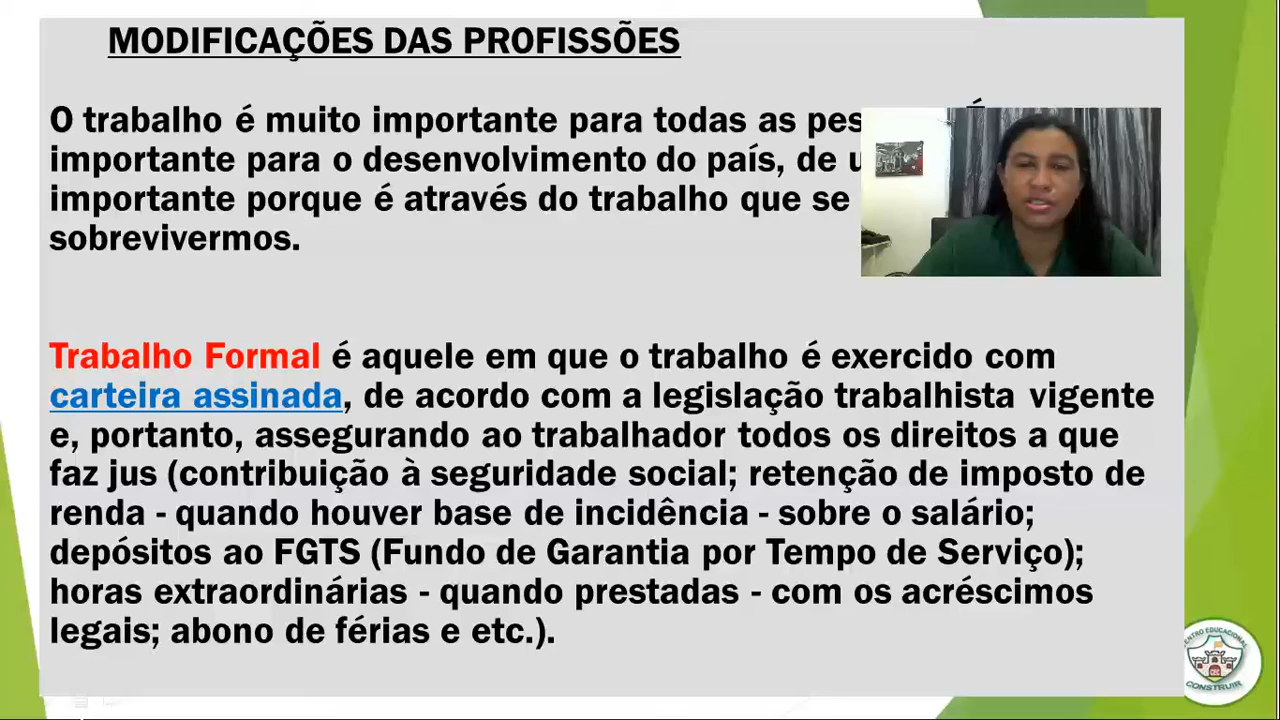 MODIFICAÇÕES DAS PROFISSÕES
O trabalho é muito importante para todas as
importante para o desenvolvimento do país, de
importante porque é através do trabalho que se
sobrevivermos.
Trabalho Formal é aquele em que o trabalho é exercido com
carteira assinada, de acordo com a legislação trabalhista vigente
e, portanto, assegurando ao trabalhador todos os direitos a que
faz jus (contribuição à seguridade social; retenção de imposto de
renda - quando houver base de incidência - sobre o salário;
depósitos ao FGTS (Fundo de Garantia por Tempo de Serviço);
horas extraordinárias - quando prestadas - com os acréscimos
legais; abono de férias e etc.).
CENTRO EDUCACIONAL
CONSTRUIR